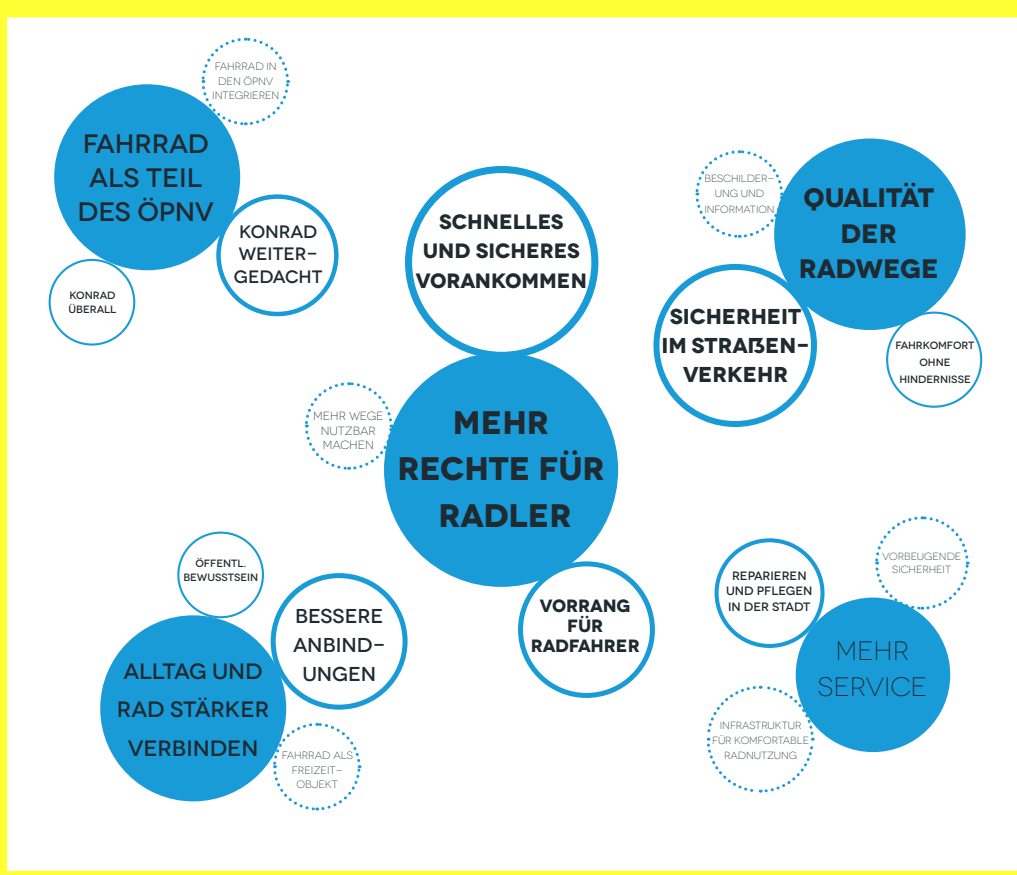 FAHRRAD IN
DEN ÖPNV
INTEGRIEREN
FAHRRAD
ALS TEIL
DES ÖPNV
KONRAD
WEITER-
GEDACHT
KONRAD
ÜBERALL
SCHNELLES
UND SICHERES
VORANKOMMEN
MEHR WEGE
NUTZBAR
MACHEN
MEHR
RECHTE FÜR
RADLER
VORRANG
FÜR
RADFAHRER
BESCHILDER-
UNG UND
INFORMATION
QUALITÄT
DER
RADWEGE
SICHERHEIT
IM STRAßEN-
VERKEHR
FAHRKOMFORT
OHNE
HINDERNISSE
ÖFFENTL.
BEWUSSTSEIN
BESSERE
ANBIND-
UNGEN
ALLTAG UND
RAD STÄRKER
VERBINDEN
FAHRRAD ALS
FREIZEIT-
OBJEKT
VORBEUGENDE
SICHERHEIT
REPARIEREN
UND PFLEGEN
IN DER STADT
MEHR
SERVICE
INFRASTRUKTUR
FÜR KOMFORTABLE
RADNUTZUNG